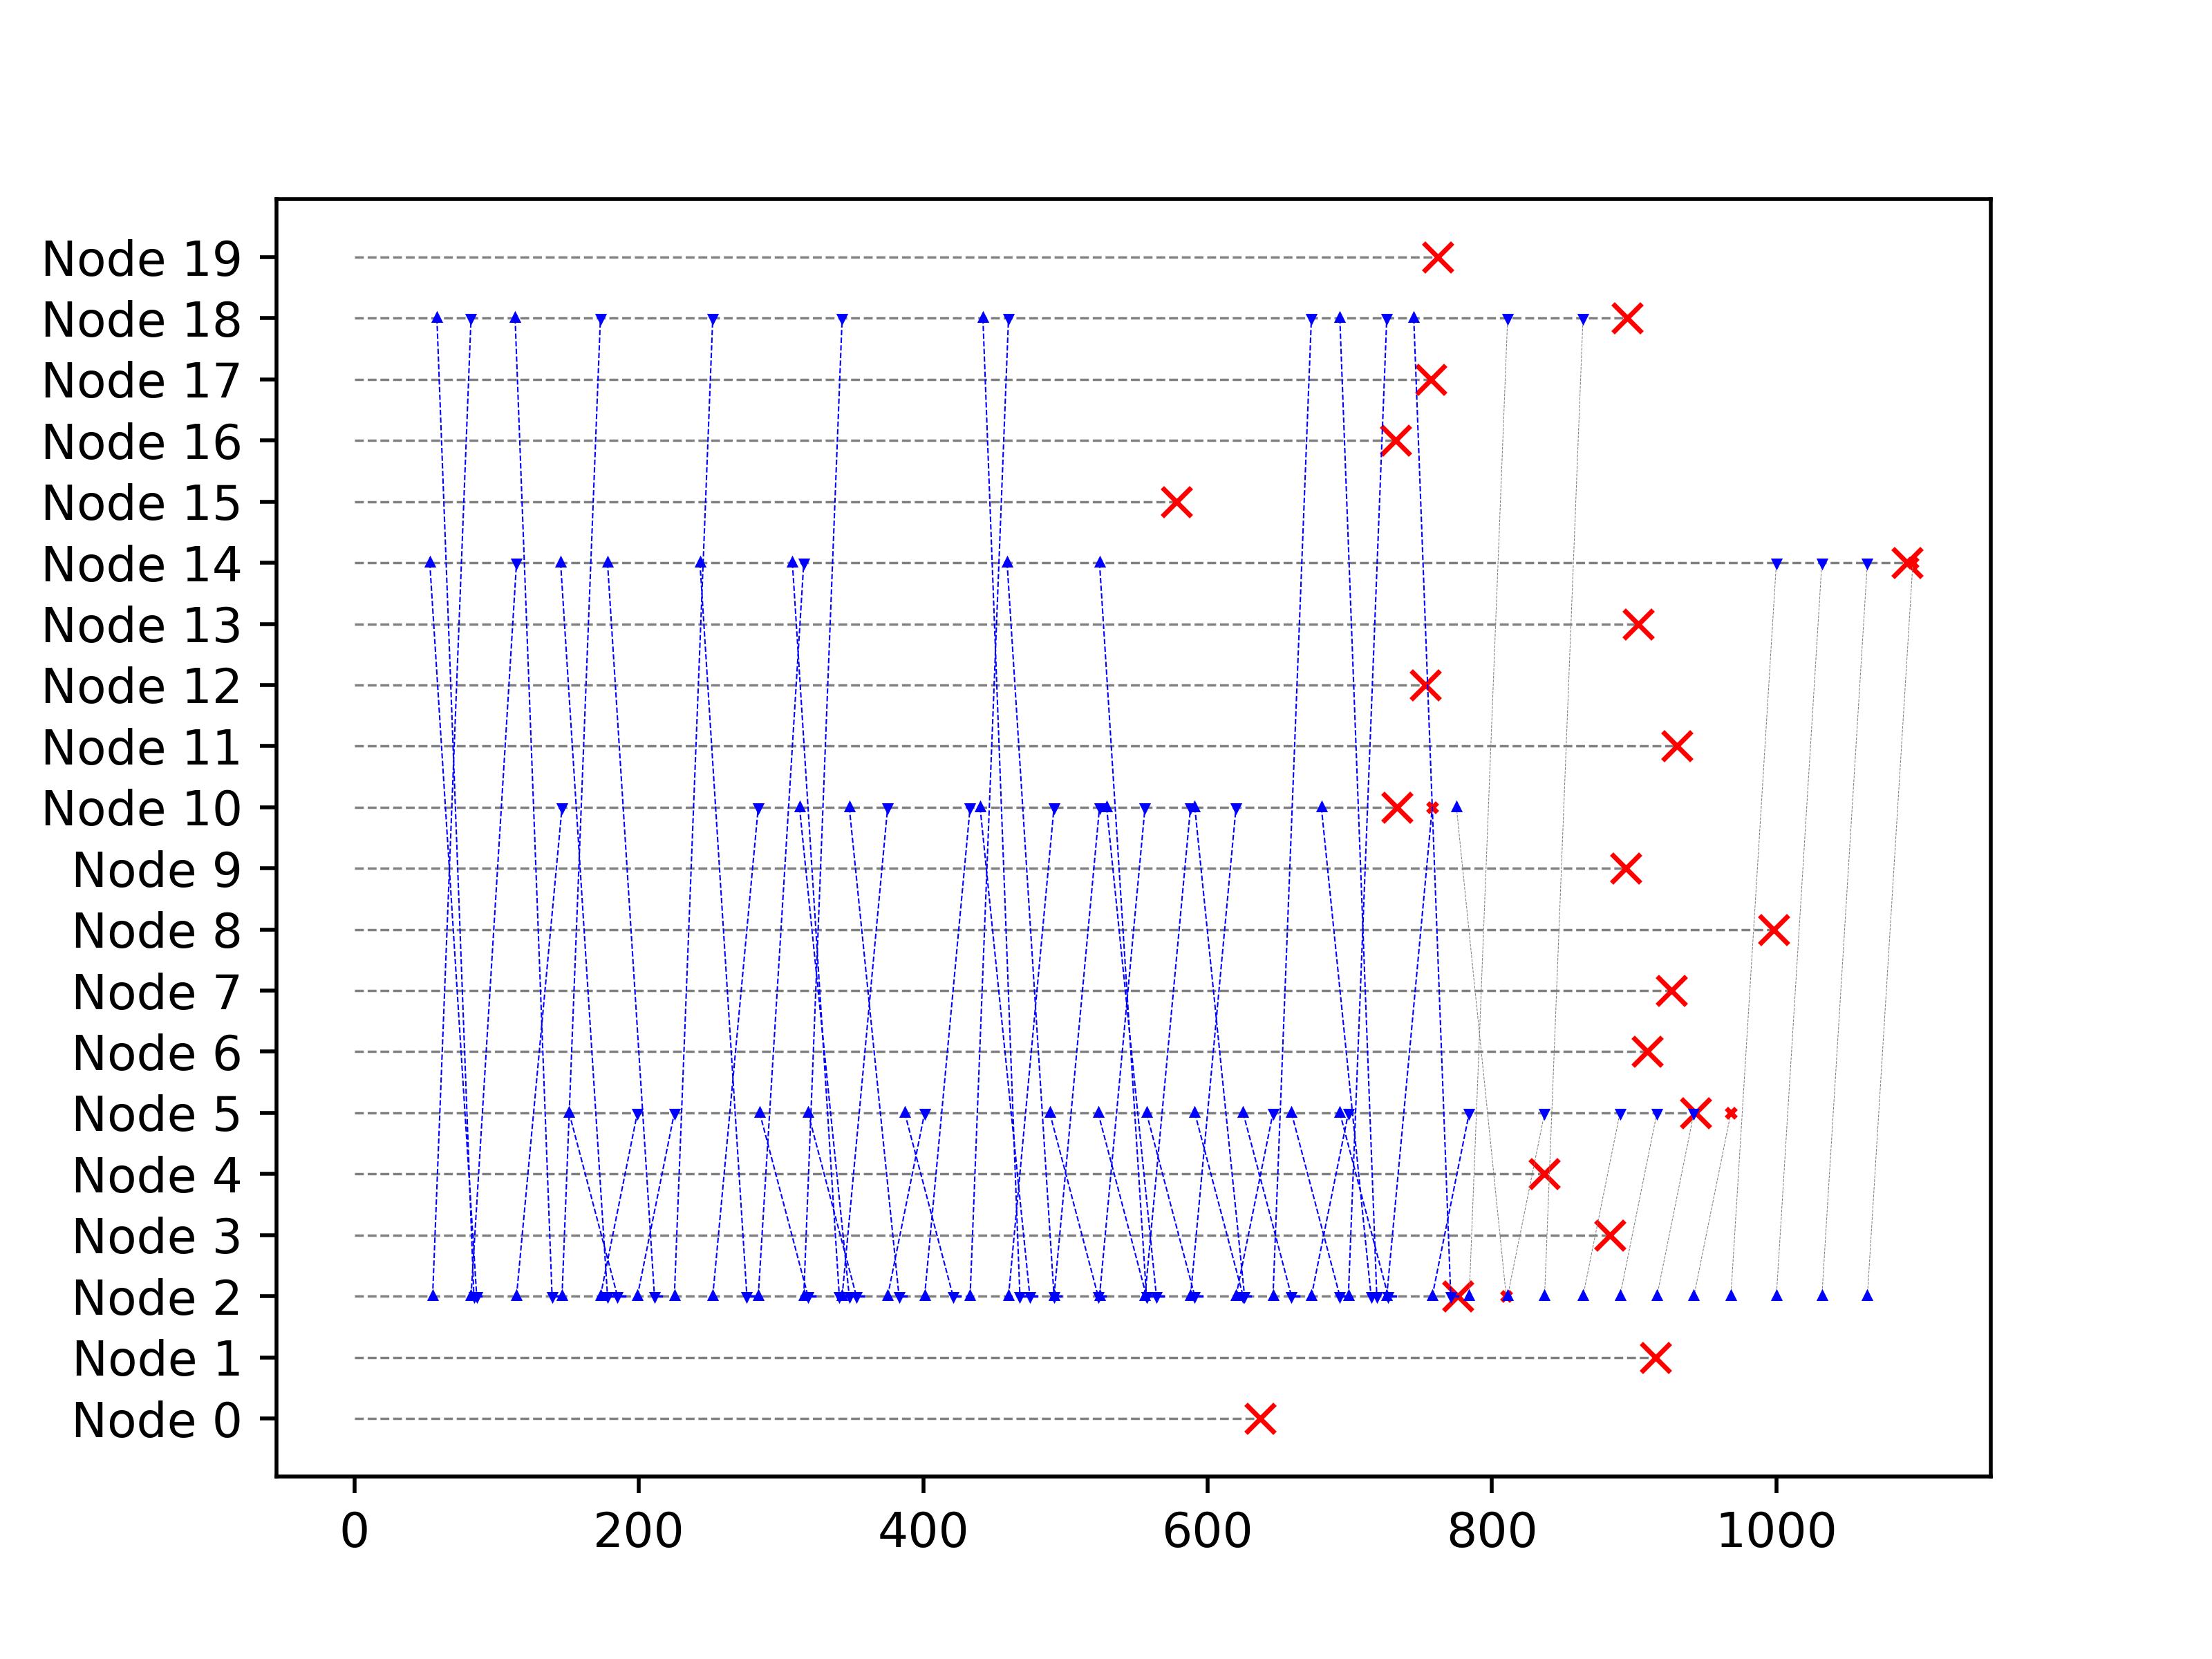 Node 19
Node 18
Node 17
Node 16
Node 15
Node 14
Node 13
Node 12
Node 11
Node 10
Node 9
Node 8
Node 7
Node 6
Node 5
Node 4
Node 3
Node 2
Node 1
Node 0
0 200 400 600 800 1000